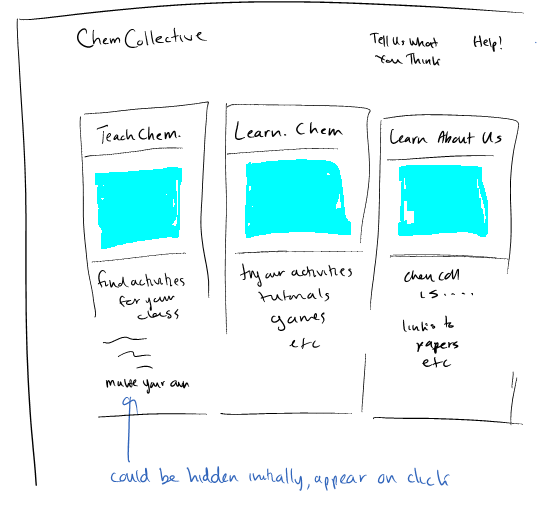 ChemCollective
Tell Us What
You Think
Help!
Teach Chem.
find activities
for your
class
make your own
Learn. Chem
try our activities
tutorials
games
etc
Learn About Us
chem coll
is....
links to
papers
etc
could be hidden initially, appear on click